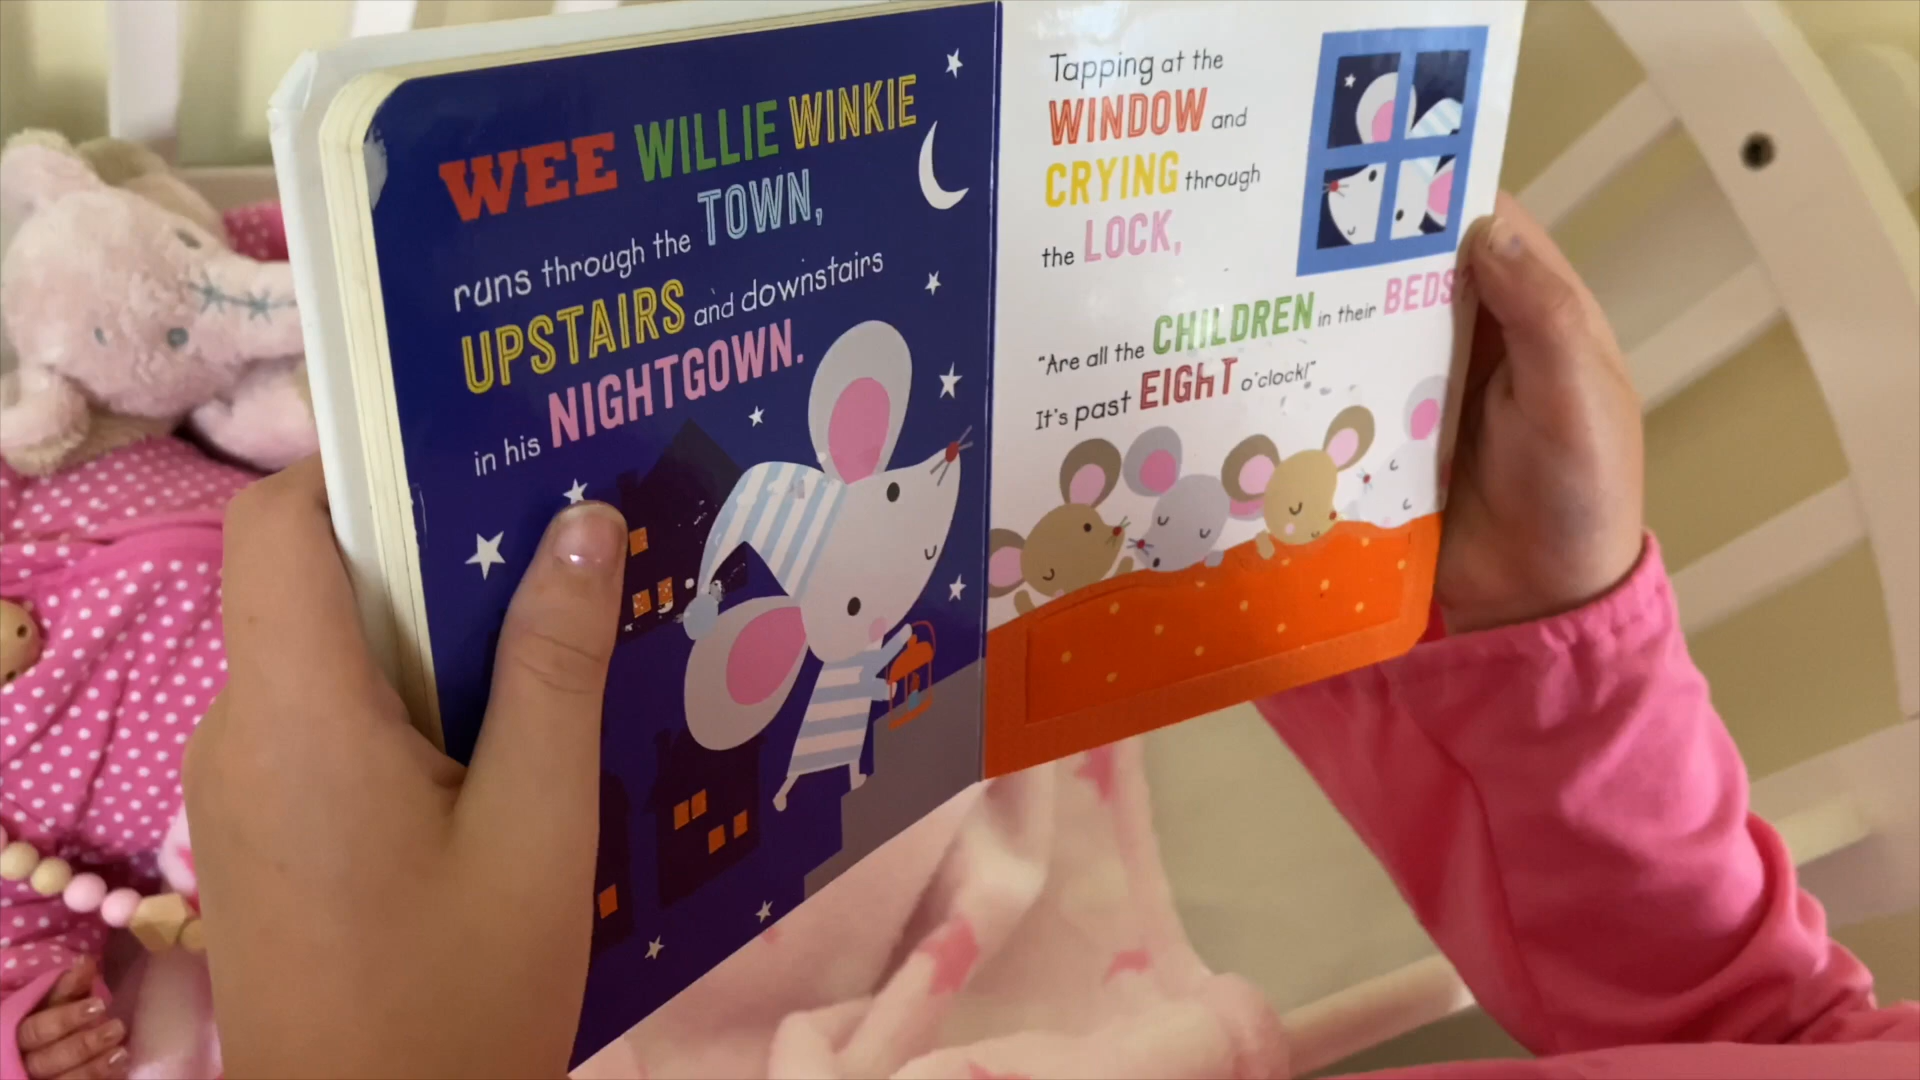 WEE WILLIE WINKIE
runs through the TOWN,
UPSTAIRS and downstairs
in his NIGHTGOWN.
Tapping at the
WINDOW and
CRYING through
the LOCK,
"Are all the CHILDREN in their BEDS?
It's past EIGHT o'clock!"